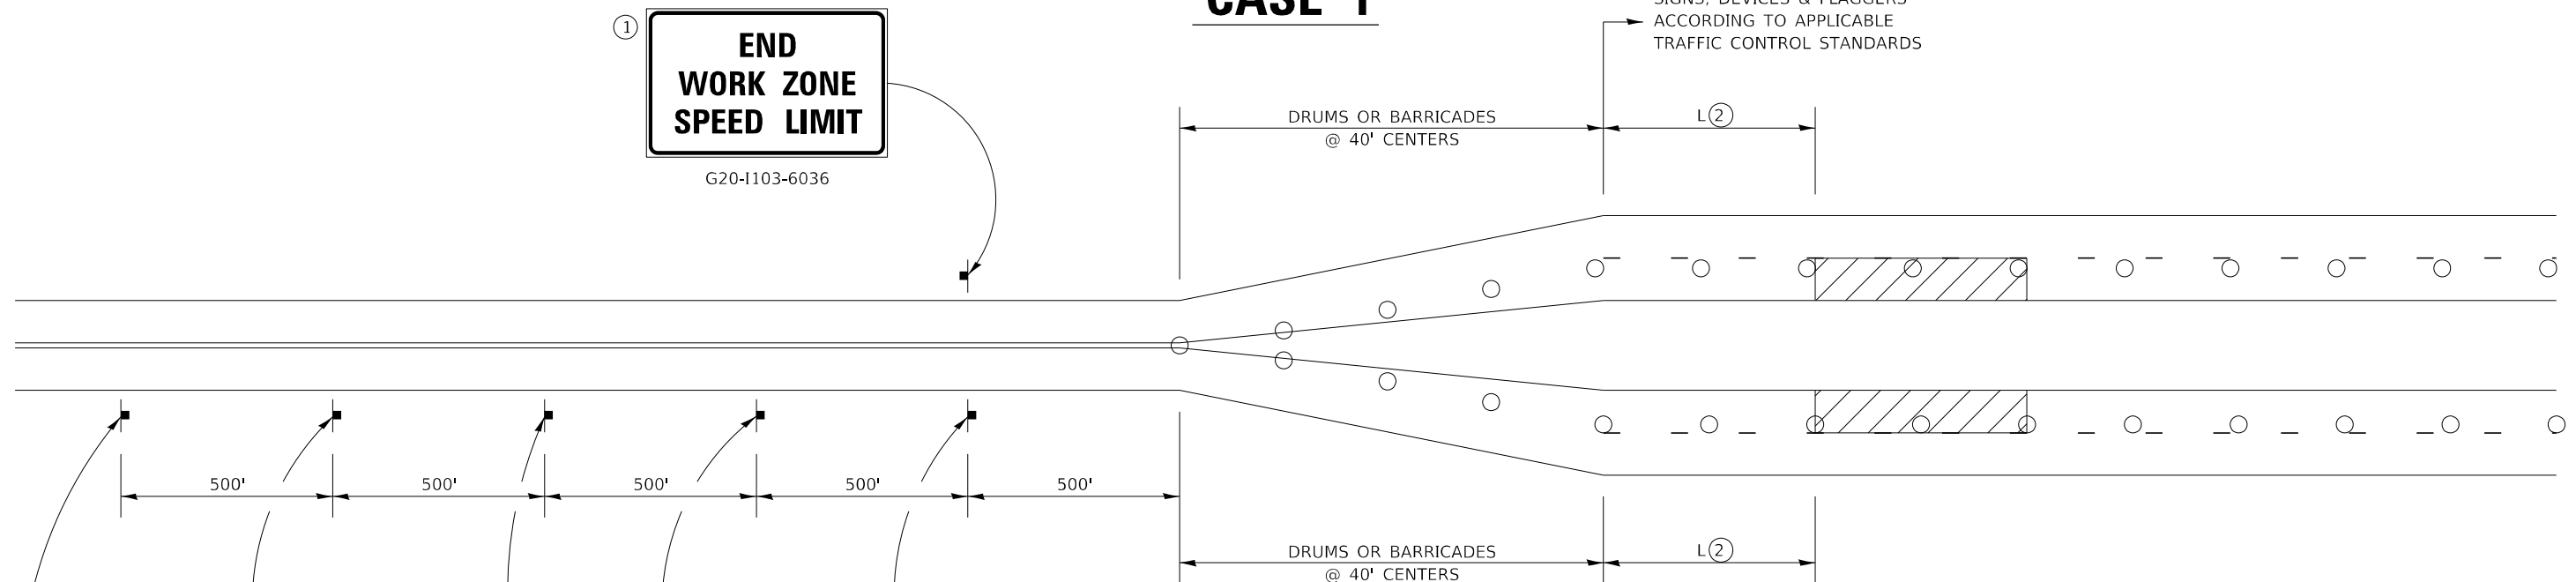 CASE 1
SIGNS, DEVICES & FLAGGERS
ACCORDING TO APPLICABLE
TRAFFIC CONTROL STANDARDS
1
END
WORK ZONE
SPEED LIMIT
G20-I103-6036
DRUMS OR BARRICADES
@ 40' CENTERS
L 2
500'
500'
500'
500'
500'
DRUMS OR BARRICADES
@ 40' CENTERS
L 2